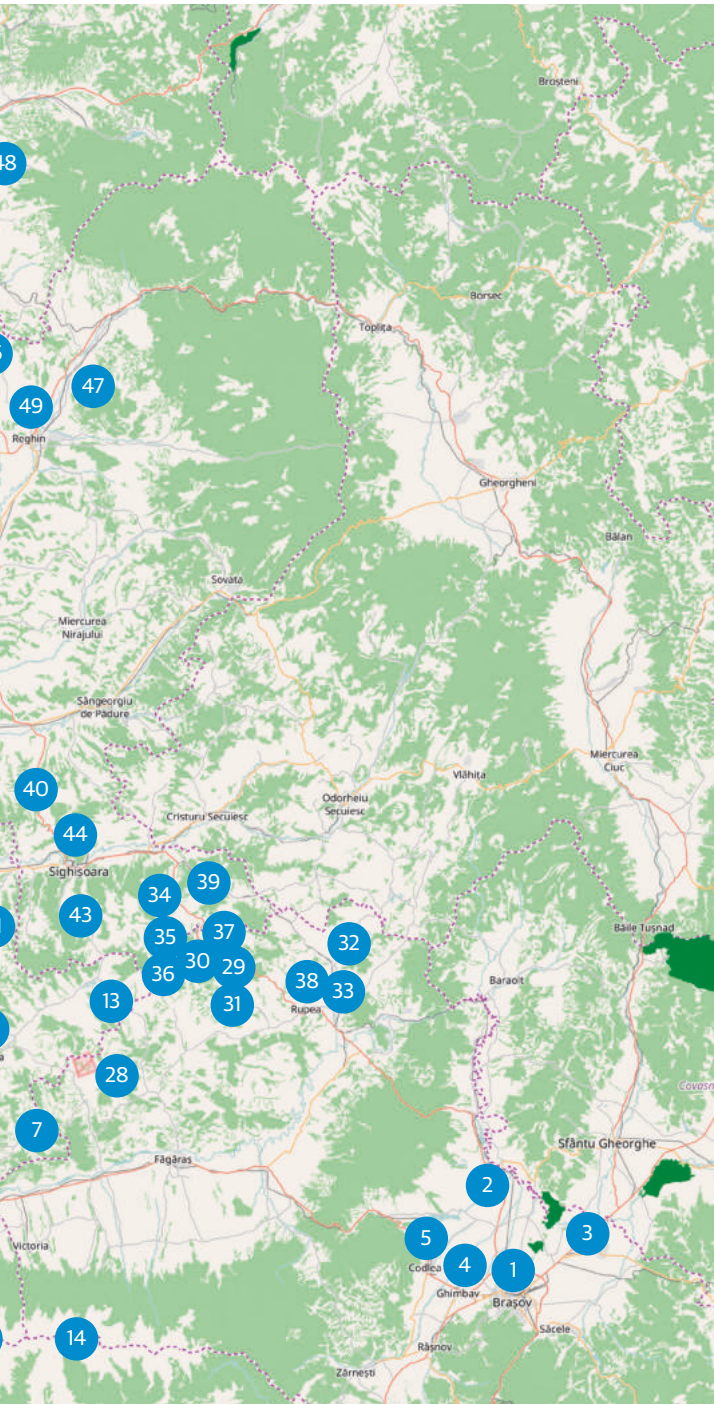 Broșteni
48
Borsec
Toplița
47
49
Reghin
Gheorgheni
Bălan
Sovata
Miercurea
Nirajului
Sângeorgiu
de Pădure
Miercurea
Ciuc
Vlăhița
40
Odorheiu
Secuiesc
Cristuru Secuiesc
44
Sighișoara
39
34
43
Băile Tușnad
37
35
32
30
29
36
38
33
Baraolt
13
31
Rupea
28
7
Sfântu Gheorghe
Făgăraș
2
3
5
Victoria
4
1
Codlea
Ghimbav
Brașov
Săcele
14
Râșnov
Zărnești